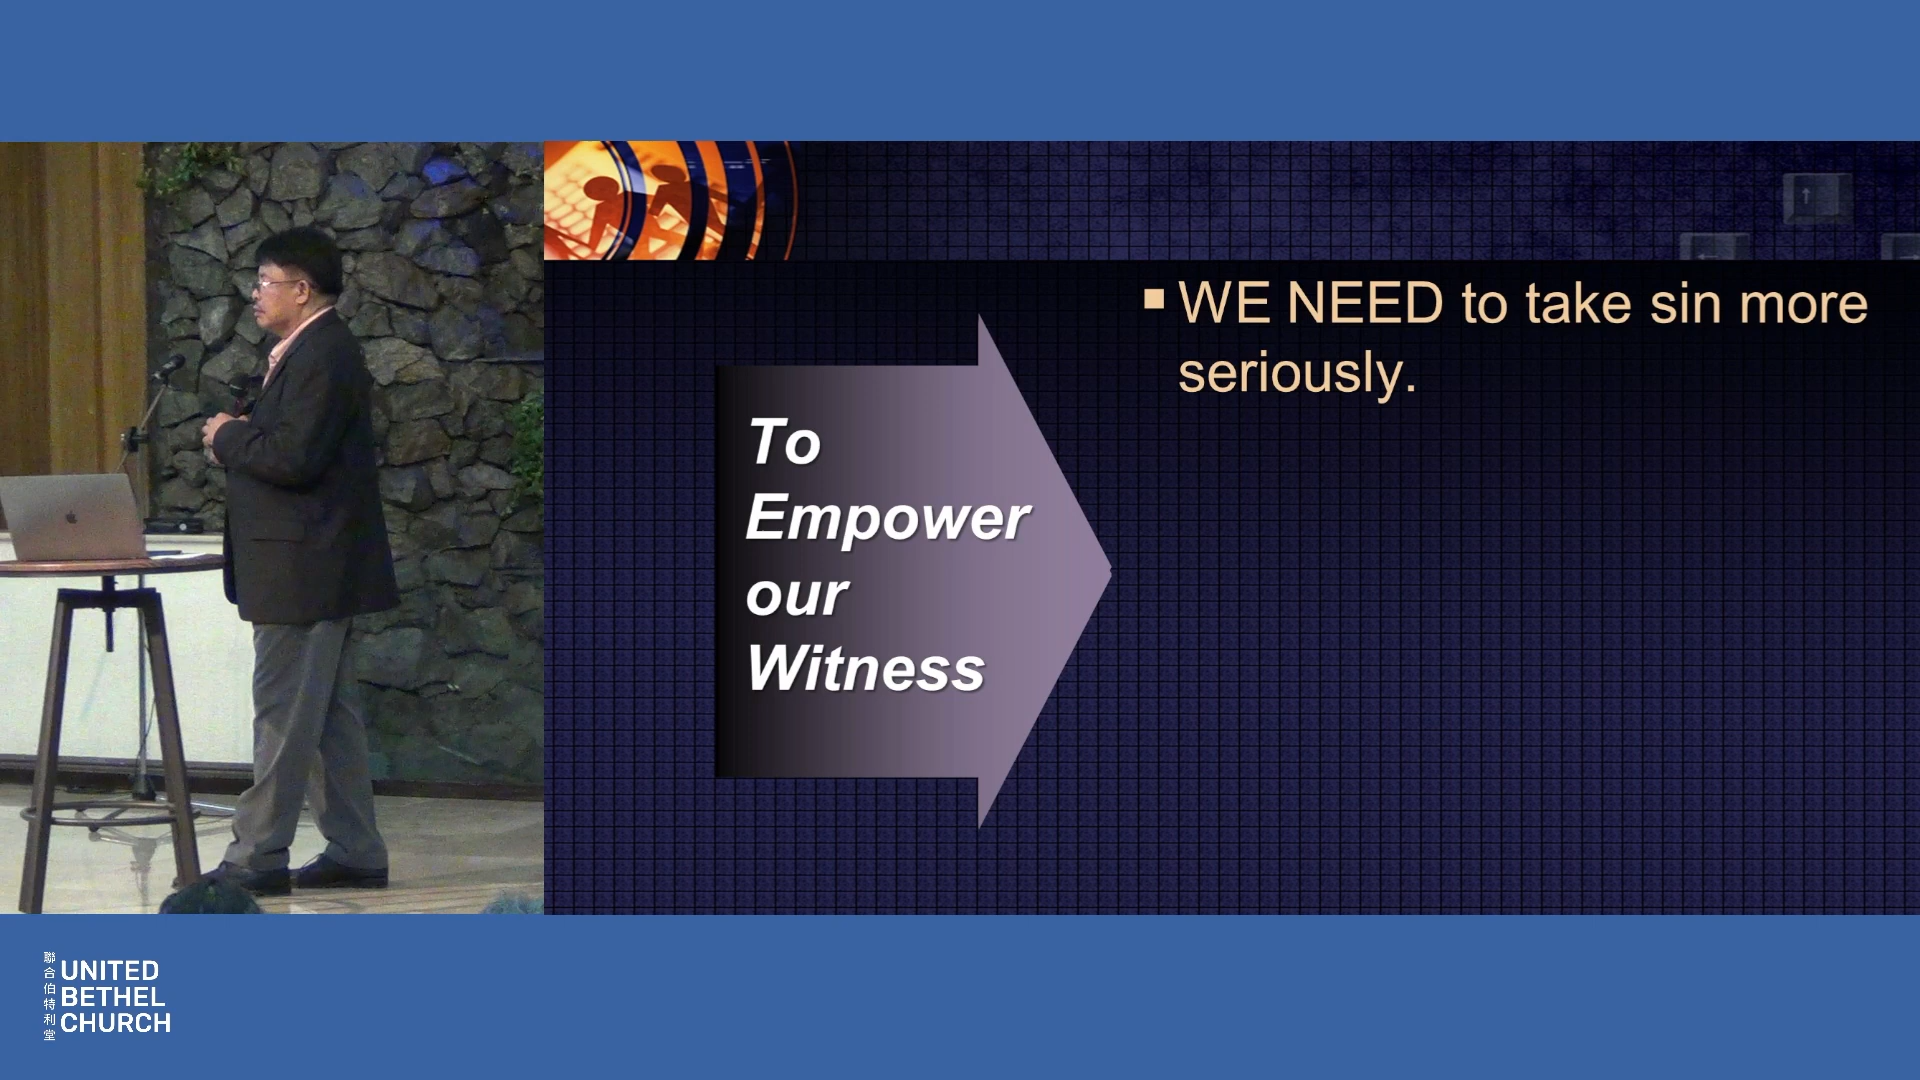 ■ WE NEED to take sin more
seriously.
To
Empower
our
Witness
聯合伯特利堂
UNITED
BETHEL
CHURCH